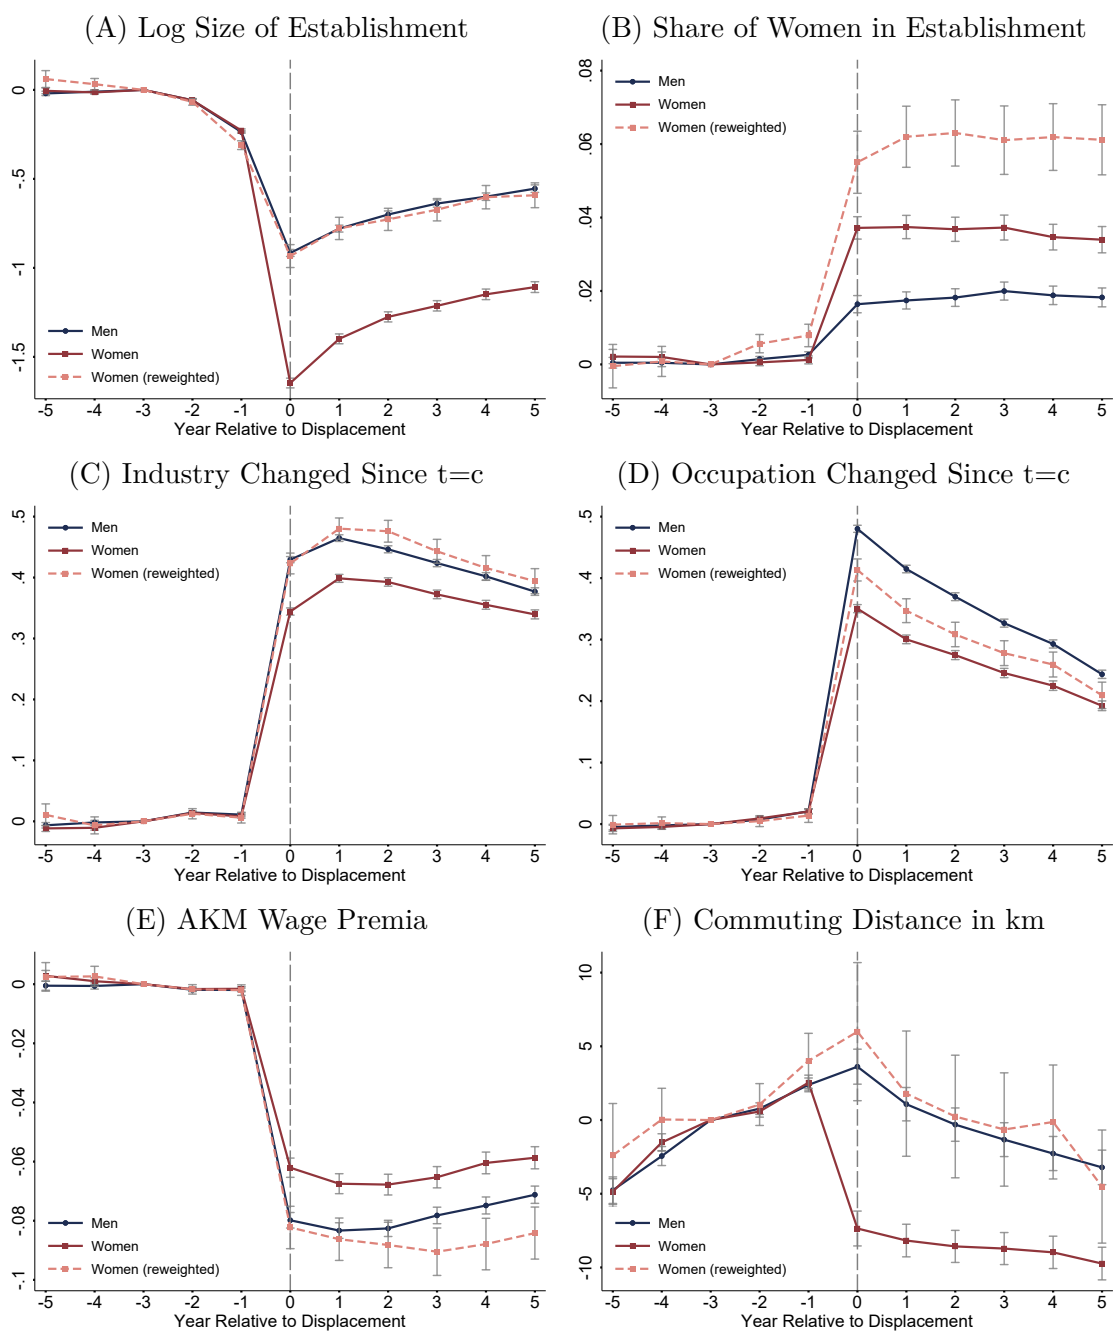 (A) Log Size of Establishment
0
-.5
-1
-1.5
Men
Women
Women (reweighted)
-5 -4 -3 -2 -1 0 1 2 3 4 5
Year Relative to Displacement
(B) Share of Women in Establishment
.08
.06
.04
.02
0
Men
Women
Women (reweighted)
-5 -4 -3 -2 -1 0 1 2 3 4 5
Year Relative to Displacement
(C) Industry Changed Since t=c
.5
.4
.3
.2
.1
0
Men
Women
Women (reweighted)
-5 -4 -3 -2 -1 0 1 2 3 4 5
Year Relative to Displacement
(D) Occupation Changed Since t=c
.5
.4
.3
.2
.1
0
Men
Women
Women (reweighted)
-5 -4 -3 -2 -1 0 1 2 3 4 5
Year Relative to Displacement
(E) AKM Wage Premia
0
-.02
-.04
-.06
-.08
-.1
Men
Women
Women (reweighted)
-5 -4 -3 -2 -1 0 1 2 3 4 5
Year Relative to Displacement
(F) Commuting Distance in km
10
5
0
-5
-10
Men
Women
Women (reweighted)
-5 -4 -3 -2 -1 0 1 2 3 4 5
Year Relative to Displacement